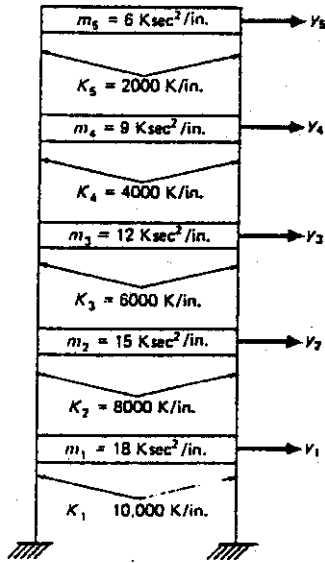 m₅ = 6 Ksec²/in. Y₅
K₅ = 2000 K/in.
m₄ = 9 Ksec²/in. Y₄
K₄ = 4000 K/in.
m₃ = 12 Ksec²/in. Y₃
K₃ = 6000 K/in.
m₂ = 15 Ksec²/in. Y₂
K₂ = 8000 K/in.
m₁ = 18 Ksec²/in. Y₁
K₁ 10,000 K/in.